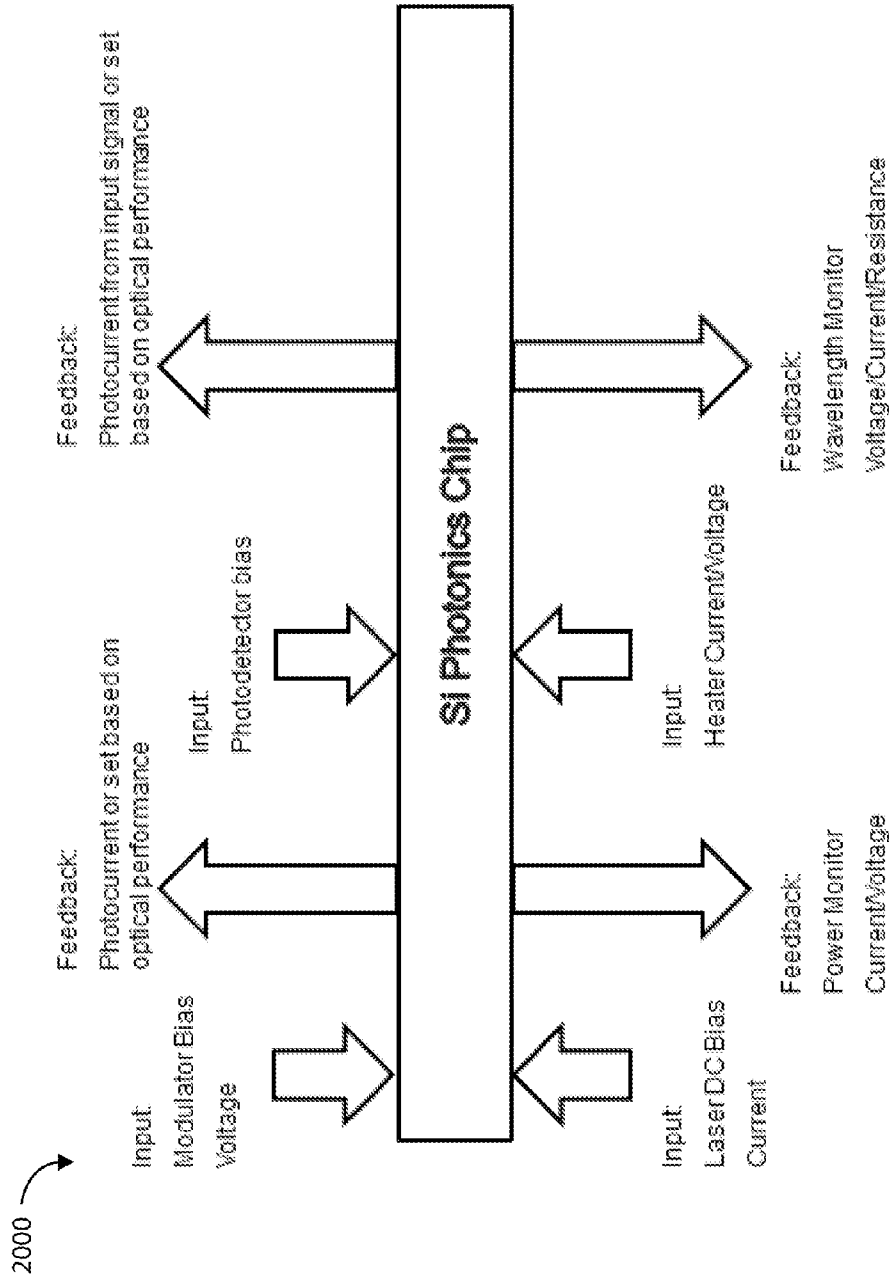 2000
Input:
Modulator Bias
Voltage
Feedback:
Photocurrent or set based on
optical performance
Input:
Photodetector bias
Feedback:
Photocurrent from input signal or set
based on optical performance
Si Photonics Chip
Input:
Laser DC Bias
Current
Feedback:
Power Monitor
Current/Voltage
Input:
Heater Current/Voltage
Feedback:
Wavelength Monitor
Voltage/Current/Resistance